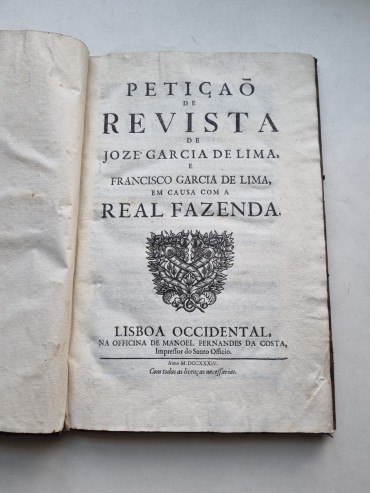 PETIÇAÕ
DE
REVISTA
DE
JOZE GARCIA DE LIMA,
E
FRANCISCO GARCIA DE LIMA,
EM CAUSA COM A
REAL FAZENDA.
LISBOA OCCIDENTAL,
NA OFFICINA DE MANOEL FERNANDES DA COSTA,
Impressor do Santo Officio.
Anno M.DCCXXXIV.
Com todas as licenças necessarias.